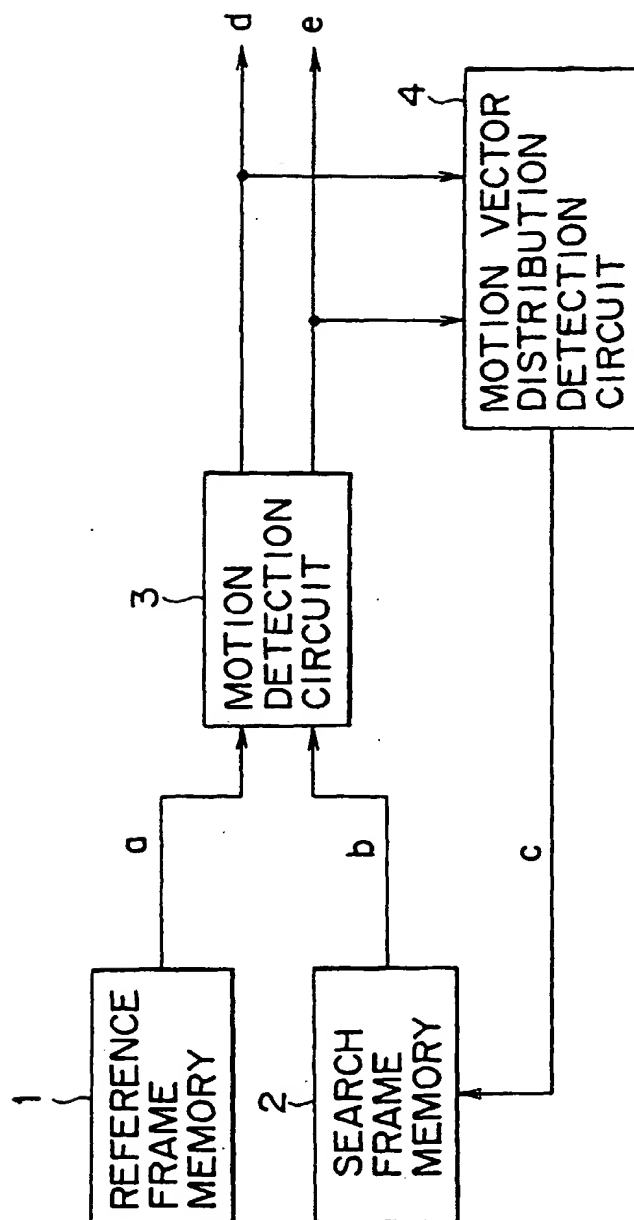 1
REFERENCE
FRAME
MEMORY
a
2
SEARCH
FRAME
MEMORY
b
3
MOTION
DETECTION
CIRCUIT
d
e
4
MOTION VECTOR
DISTRIBUTION
DETECTION
CIRCUIT
c